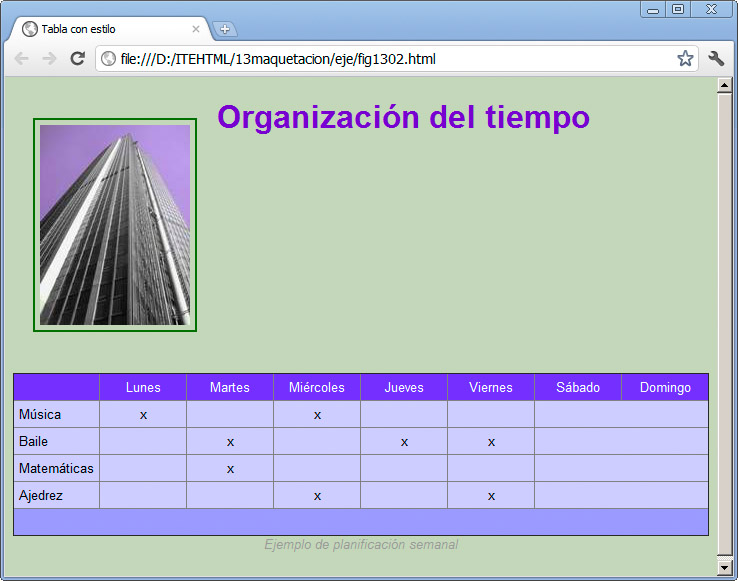 Tabla con estilo
file:///D:/ITEHTML/13maquetacion/eje/fig1302.html
Organización del tiempo
Lunes Martes Miércoles Jueves Viernes Sábado Domingo
Música x x
Baile x x x
Matemáticas x
Ajedrez x x
Ejemplo de planificación semanal